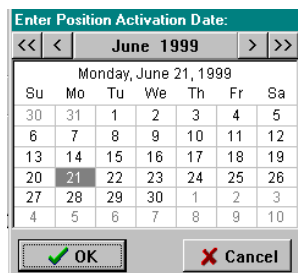 Enter Position Activation Date:
<< < June 1999 > >>
Monday, June 21, 1999
Su Mo Tu We Th Fr Sa
30 31 1 2 3 4 5
6 7 8 9 10 11 12
13 14 15 16 17 18 19
20 21 22 23 24 25 26
27 28 29 30 1 2 3
4 5 6 7 8 9 10
OK Cancel